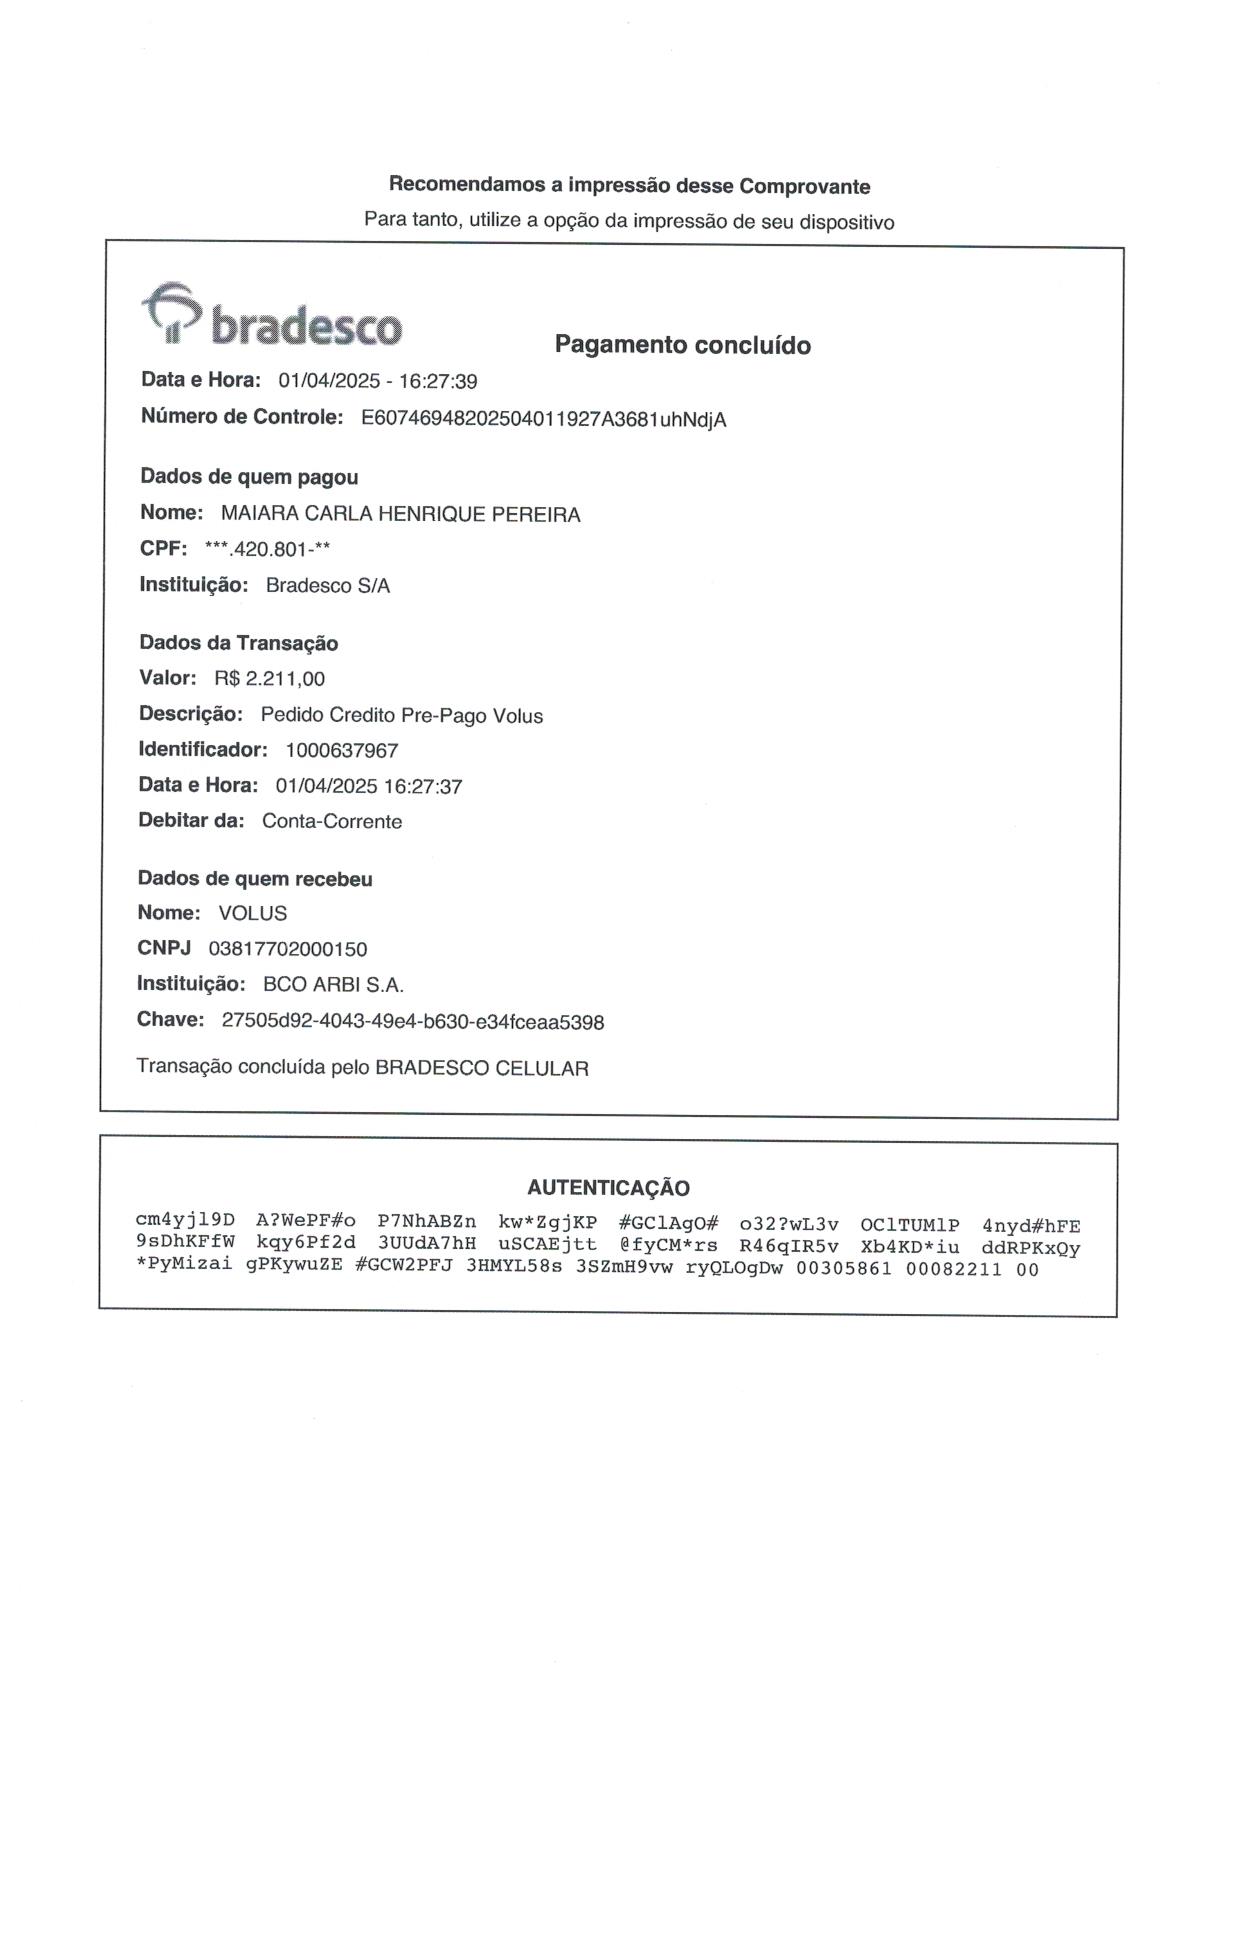 Recomendamos a impressão desse Comprovante
Para tanto, utilize a opção da impressão de seu dispositivo
bradesco
Pagamento concluído
Data e Hora: 01/04/2025 - 16:27:39
Número de Controle: E60746948202504011927A3681uhNdjA
Dados de quem pagou
Nome: MAIARA CARLA HENRIQUE PEREIRA
CPF: ***.420.801-**
Instituição: Bradesco S/A
Dados da Transação
Valor: R$ 2.211,00
Descrição: Pedido Credito Pre-Pago Volus
Identificador: 1000637967
Data e Hora: 01/04/2025 16:27:37
Debitar da: Conta-Corrente
Dados de quem recebeu
Nome: VOLUS
CNPJ 03817702000150
Instituição: BCO ARBI S.A.
Chave: 27505d92-4043-49e4-b630-e34fceaa5398
Transação concluída pelo BRADESCO CELULAR
AUTENTICAÇÃO
cm4yjl9D A?WePF#o P7NhABZn kw*ZgjKP #GClAgO# o32?wL3v OClTUMlP 4nyd#hFE
9sDhKFfW kqy6Pf2d 3UUdA7hH uSCAEjtt @fyCM*rs R46qIR5v Xb4KD*iu ddRPKxQy
*PyMizai gPKywuZE #GCW2PFJ 3HMYL58s 3SZmH9vw ryQLOgDw 00305861 00082211 00